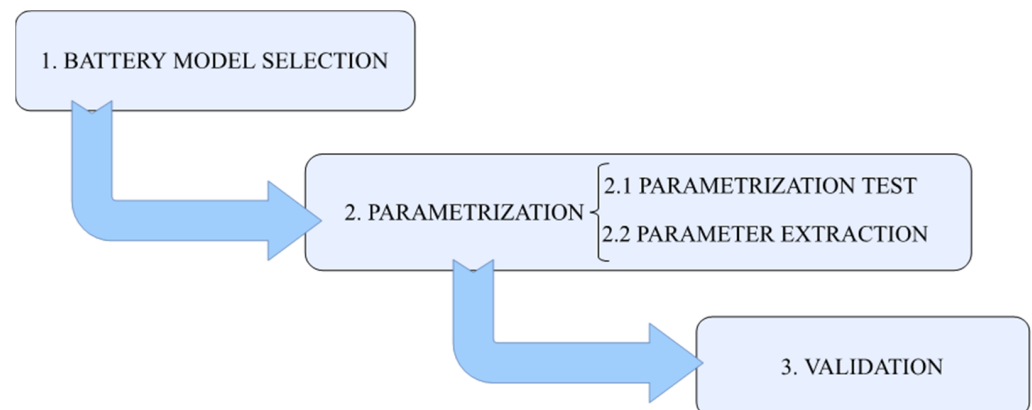 1. BATTERY MODEL SELECTION
2. PARAMETRIZATION
2.1 PARAMETRIZATION TEST
2.2 PARAMETER EXTRACTION
3. VALIDATION